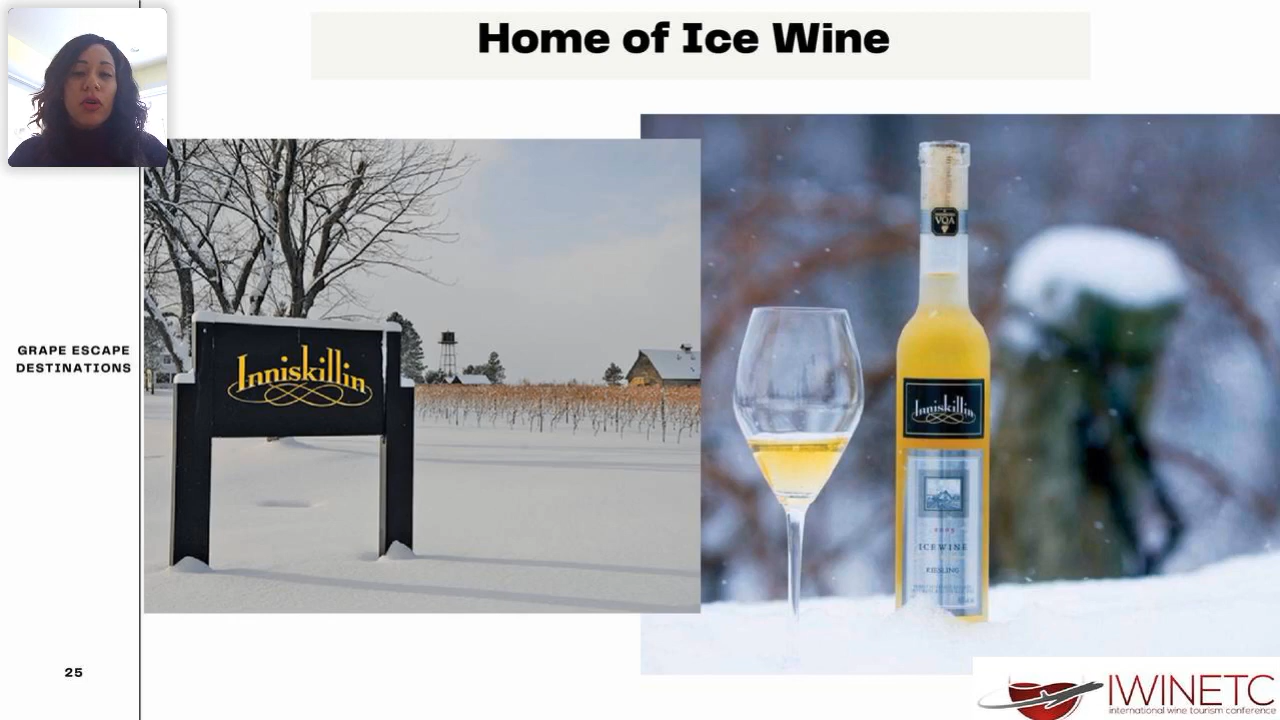 Home of Ice Wine
Inniskillin
VQA
Inniskillin
ICEWINE
RIESLING
GRAPE ESCAPE
DESTINATIONS
25
IWINETC
international wine tourism conference